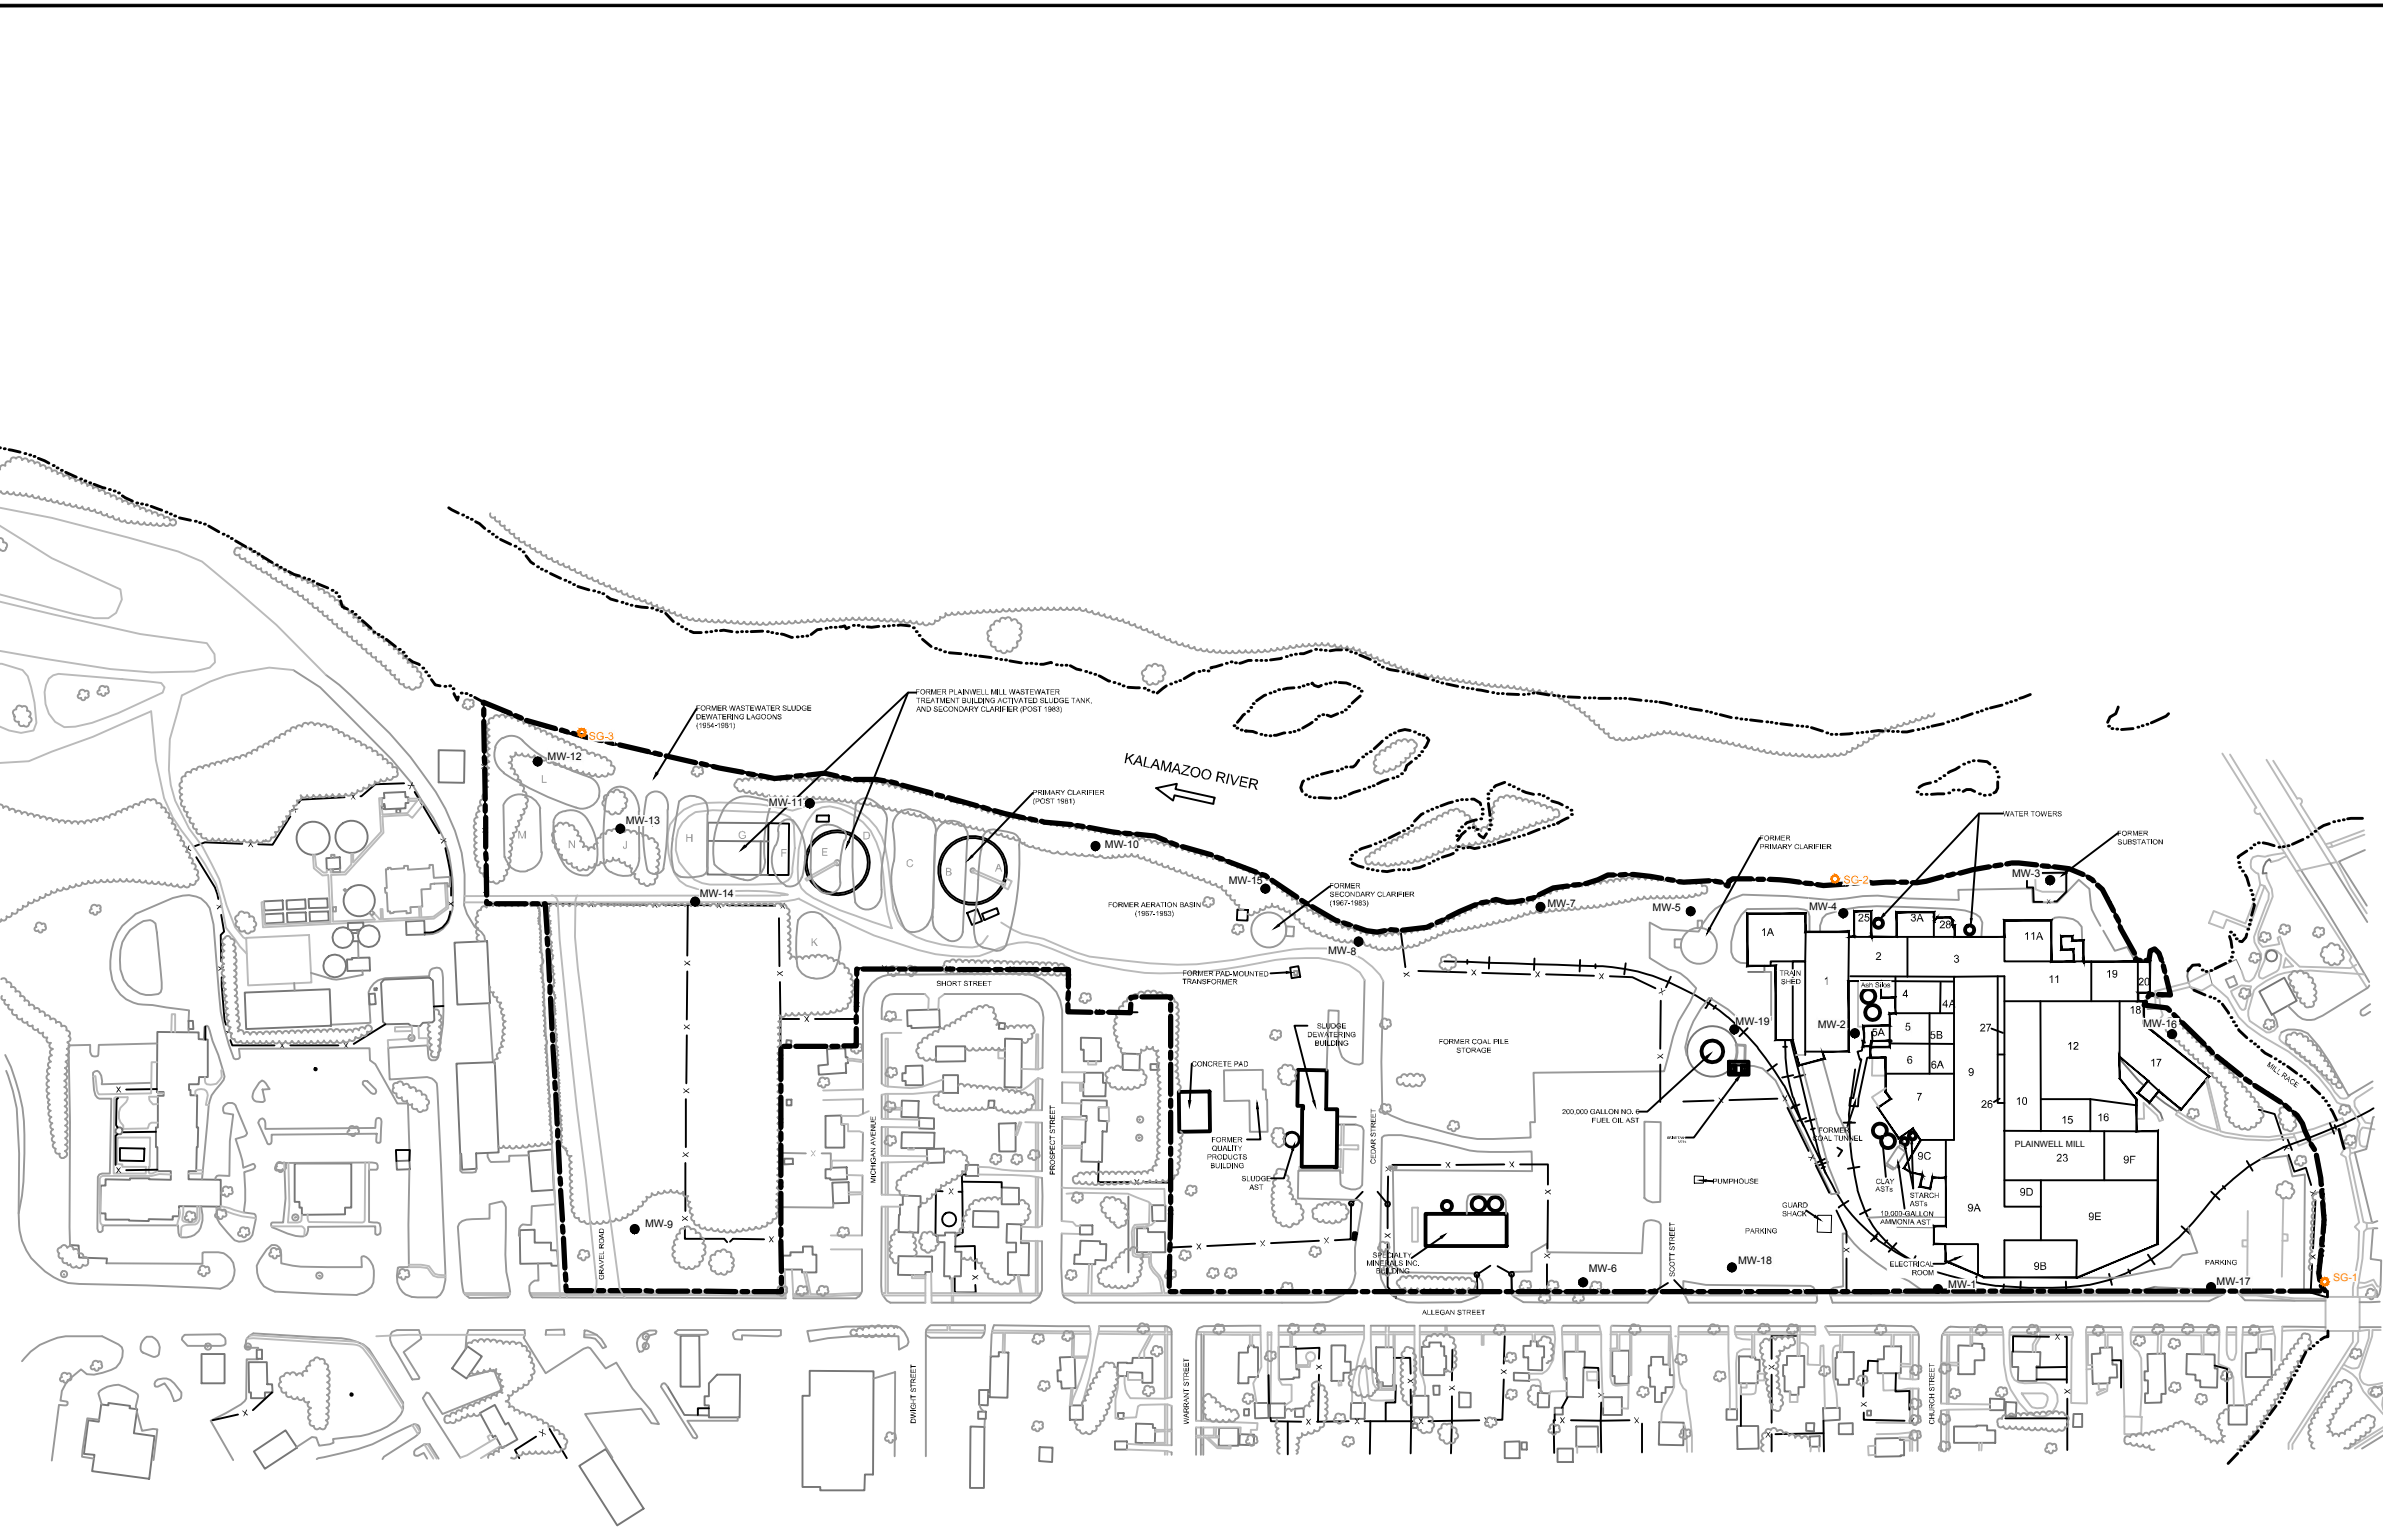 FORMER PLAINWELL MILL WASTEWATER
TREATMENT BUILDING ACTIVATED SLUDGE TANK,
AND SECONDARY CLARIFIER (POST 1983)
FORMER WASTEWATER SLUDGE
DEWATERING LAGOONS
(1954-1981)
SG-3
MW-12
L
KALAMAZOO RIVER
PRIMARY CLARIFIER
(POST 1981)
MW-11
MW-13
M
N
J
H
G
F
E
D
C
B
A
K
MW-10
MW-14
MW-15
FORMER AERATION BASIN
(1967-1983)
FORMER
SECONDARY CLARIFIER
(1967-1983)
MW-8
MW-7
MW-5
FORMER
PRIMARY CLARIFIER
WATER TOWERS
FORMER
SUBSTATION
SG-2
MW-3
MW-4
25
3A
28
1A
11A
2
3
TRAIN
SHED
1
11
19
20
Ash Silos
4
4A
18
MW-16
MW-19
MW-2
5A
5
5B
27
12
6
6A
9
17
MILL RACE
7
26
10
15
16
FORMER PAD-MOUNTED
TRANSFORMER
SHORT STREET
SLUDGE
DEWATERING
BUILDING
FORMER COAL PILE
STORAGE
CONCRETE PAD
200,000 GALLON NO. 6
FUEL OIL AST
FORMER
COAL TUNNEL
FORMER
QUALITY
PRODUCTS
BUILDING
SLUDGE
AST
MICHIGAN AVENUE
PROSPECT STREET
CEDAR STREET
PLAINWELL MILL
23
9F
9C
CLAY
ASTs
STARCH
ASTs
9D
PUMPHOUSE
GUARD
SHACK
10,000-GALLON
AMMONIA AST
9A
9E
PARKING
MW-9
GRAVEL ROAD
SPECIALTY
MINERALS INC.
BUILDING
SCOTT STREET
MW-18
MW-6
ELECTRICAL
ROOM
9B
PARKING
MW-1
MW-17
SG-1
ALLEGAN STREET
DWIGHT STREET
WARRANT STREET
CHURCH STREET